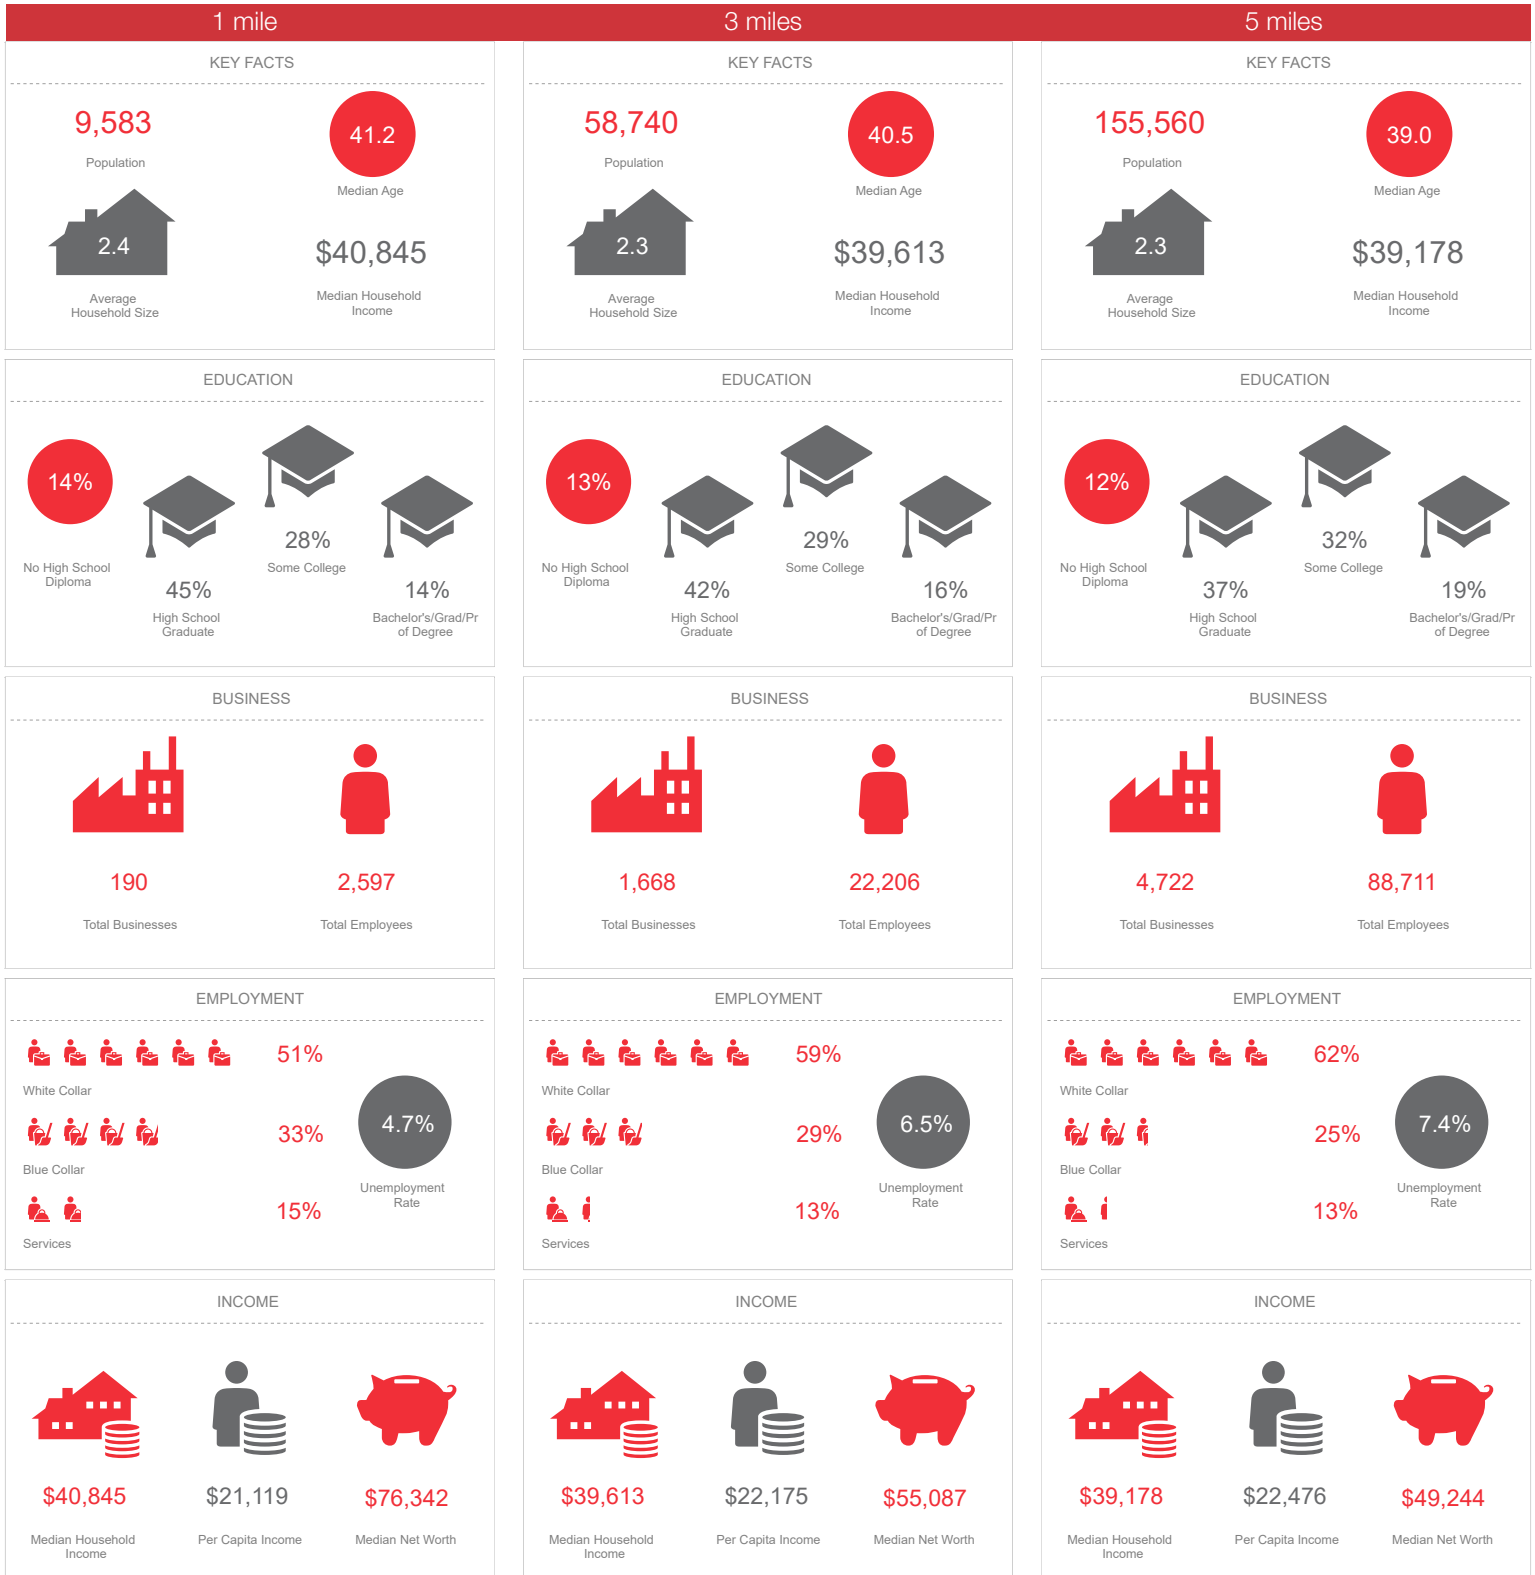 1 mile
3 miles
5 miles
KEY FACTS
9,583
Population
41.2
Median Age
2.4
Average
Household Size
$40,845
Median Household
Income
EDUCATION
14%
No High School
Diploma
45%
High School
Graduate
28%
Some College
14%
Bachelor's/Grad/Pr
of Degree
BUSINESS
190
Total Businesses
2,597
Total Employees
EMPLOYMENT
51%
White Collar
33%
Blue Collar
15%
Services
4.7%
Unemployment
Rate
INCOME
$40,845
Median Household
Income
$21,119
Per Capita Income
$76,342
Median Net Worth
KEY FACTS
58,740
Population
40.5
Median Age
2.3
Average
Household Size
$39,613
Median Household
Income
EDUCATION
13%
No High School
Diploma
42%
High School
Graduate
29%
Some College
16%
Bachelor's/Grad/Pr
of Degree
BUSINESS
1,668
Total Businesses
22,206
Total Employees
EMPLOYMENT
59%
White Collar
29%
Blue Collar
13%
Services
6.5%
Unemployment
Rate
INCOME
$39,613
Median Household
Income
$22,175
Per Capita Income
$55,087
Median Net Worth
KEY FACTS
155,560
Population
39.0
Median Age
2.3
Average
Household Size
$39,178
Median Household
Income
EDUCATION
12%
No High School
Diploma
37%
High School
Graduate
32%
Some College
19%
Bachelor's/Grad/Pr
of Degree
BUSINESS
4,722
Total Businesses
88,711
Total Employees
EMPLOYMENT
62%
White Collar
25%
Blue Collar
13%
Services
7.4%
Unemployment
Rate
INCOME
$39,178
Median Household
Income
$22,476
Per Capita Income
$49,244
Median Net Worth